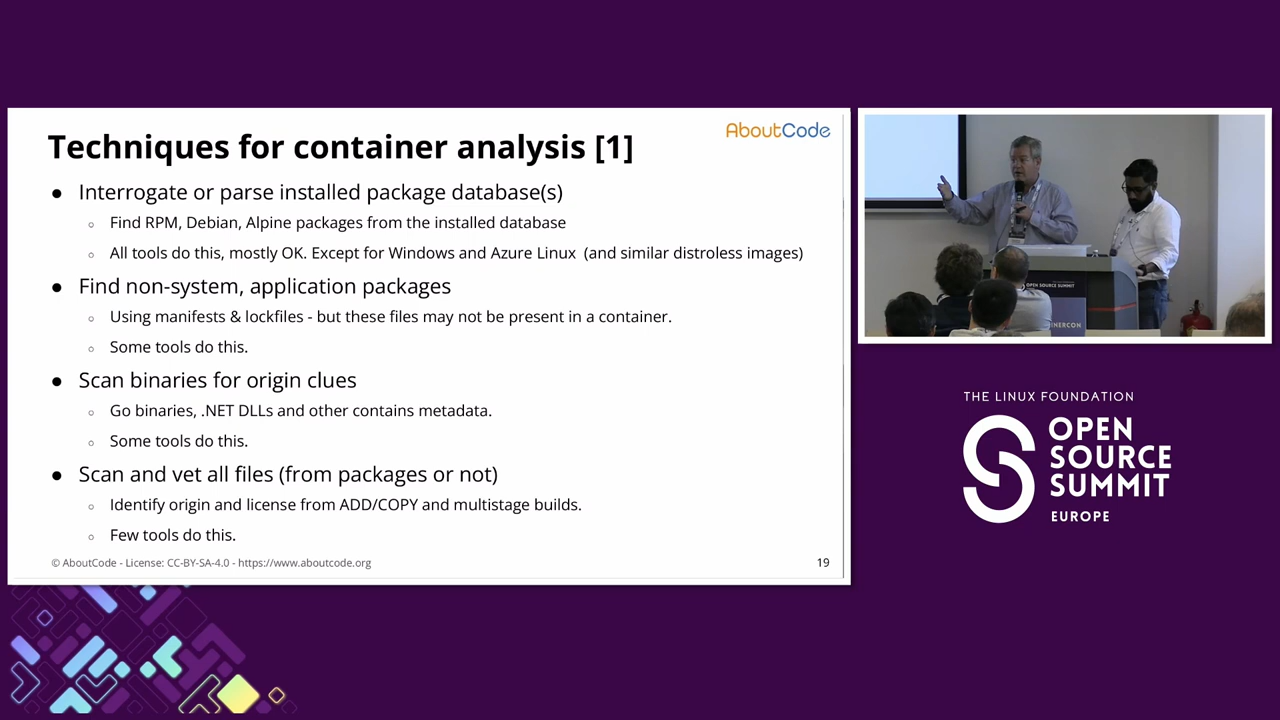 AboutCode
Techniques for container analysis [1]
● Interrogate or parse installed package database(s)
○ Find RPM, Debian, Alpine packages from the installed database
○ All tools do this, mostly OK. Except for Windows and Azure Linux (and similar distroless images)
● Find non-system, application packages
○ Using manifests & lockfiles - but these files may not be present in a container.
○ Some tools do this.
● Scan binaries for origin clues
○ Go binaries, .NET DLLs and other contains metadata.
○ Some tools do this.
● Scan and vet all files (from packages or not)
○ Identify origin and license from ADD/COPY and multistage builds.
○ Few tools do this.
© AboutCode - License: CC-BY-SA-4.0 - https://www.aboutcode.org
19
OPEN SOURCE SUMMIT
INERCON
THE LINUX FOUNDATION
OPEN
SOURCE
SUMMIT
EUROPE